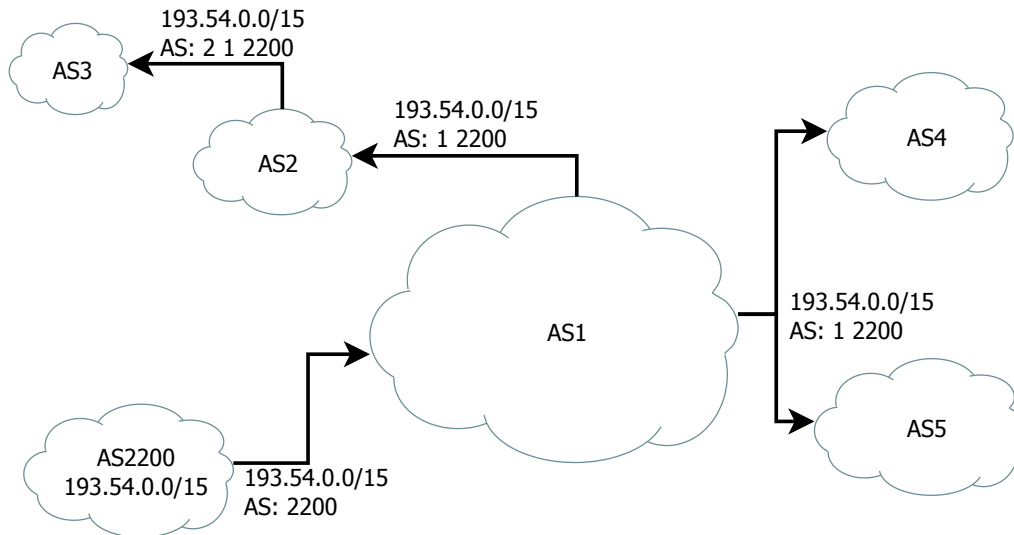 193.54.0.0/15
AS: 2 1 2200
AS3
193.54.0.0/15
AS: 1 2200
AS2
AS4
193.54.0.0/15
AS: 1 2200
AS1
AS5
AS2200
193.54.0.0/15
193.54.0.0/15
AS: 2200